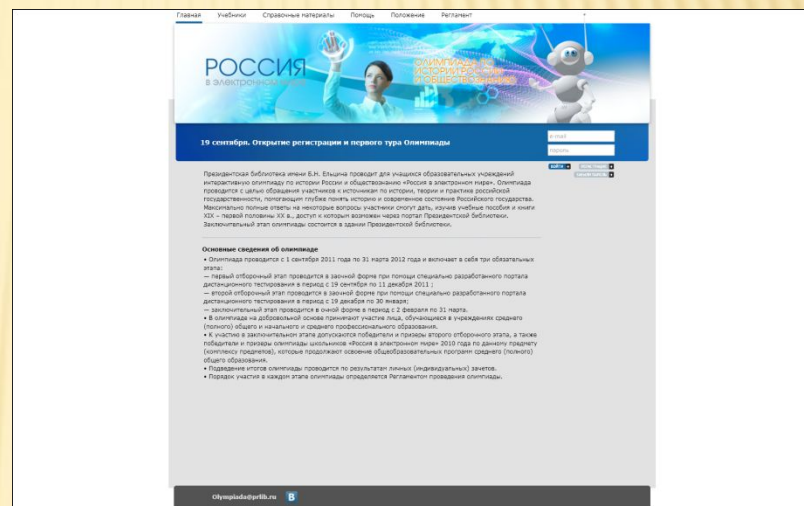 Главная Учебники Справочные материалы Помощь Положение Регламент
РОССИЯ
в электронном мире
ОЛИМПИАДА ПО
ИСТОРИИ РОССИИ
И ОБЩЕСТВОЗНАНИЮ
19 сентября. Открытие регистрации и первого тура Олимпиады
e-mail
пароль
войти регистрация
Президентская библиотека имени Б.Н. Ельцина проводит для учащихся образовательных учреждений
интерактивную олимпиаду по истории России и обществознанию «Россия в электронном мире». Олимпиада
проводится с целью обращения участников к источникам по истории, теории и практике российской
государственности, помогающим глубже понять историю и современное состояние Российского государства.
Максимально полные ответы на некоторые вопросы участники смогут дать, изучив учебные пособия и книги
XIX – первой половины XX в., доступ к которым возможен через портал Президентской библиотеки.
Заключительный этап олимпиады состоится в здании Президентской библиотеки.
Основные сведения об олимпиаде
• Олимпиада проводится с 1 сентября 2011 года по 31 марта 2012 года и включает в себя три обязательных
этапа:
— первый отборочный этап проводится в заочной форме при помощи специально разработанного портала
дистанционного тестирования в период с 19 сентября по 11 декабря 2011 ;
— второй отборочный этап проводится в заочной форме при помощи специально разработанного портала
дистанционного тестирования в период с 19 декабря по 30 января;
— заключительный этап проводится в очной форме в период с 2 февраля по 31 марта.
• В олимпиаде на добровольной основе принимают участие лица, обучающиеся в учреждениях среднего
(полного) общего и начального и среднего профессионального образования.
• К участию в заключительном этапе допускаются победители и призеры второго отборочного этапа, а также
победители и призеры олимпиады школьников «Россия в электронном мире» 2010 года по данному предмету
(комплексу предметов), которые продолжают освоение общеобразовательных программ среднего (полного)
общего образования.
• Подведение итогов олимпиады проводится по результатам личных (индивидуальных) зачетов.
• Порядок участия в каждом этапе олимпиады определяется Регламентом проведения олимпиады.
Olympiada@prlib.ru В